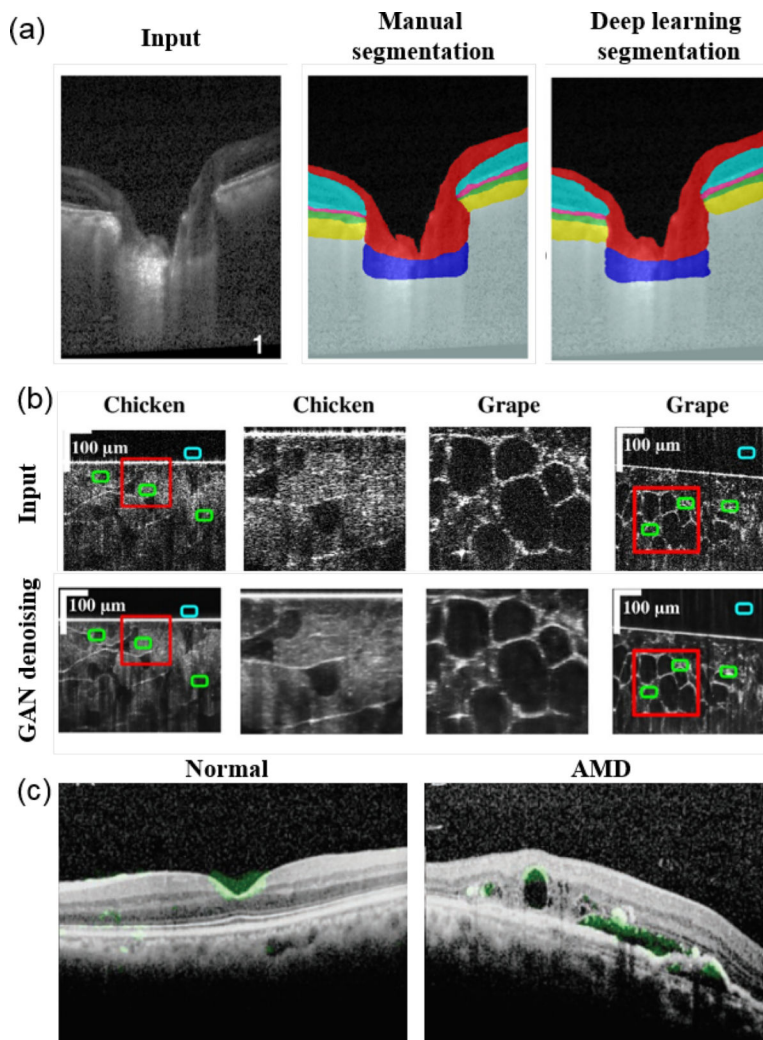 (a)
Input
Manual
segmentation
Deep learning
segmentation
1
(b)
Chicken
Chicken
Grape
Grape
Input
100 µm
100 µm
GAN denoising
100 µm
100 µm
(c)
Normal
AMD